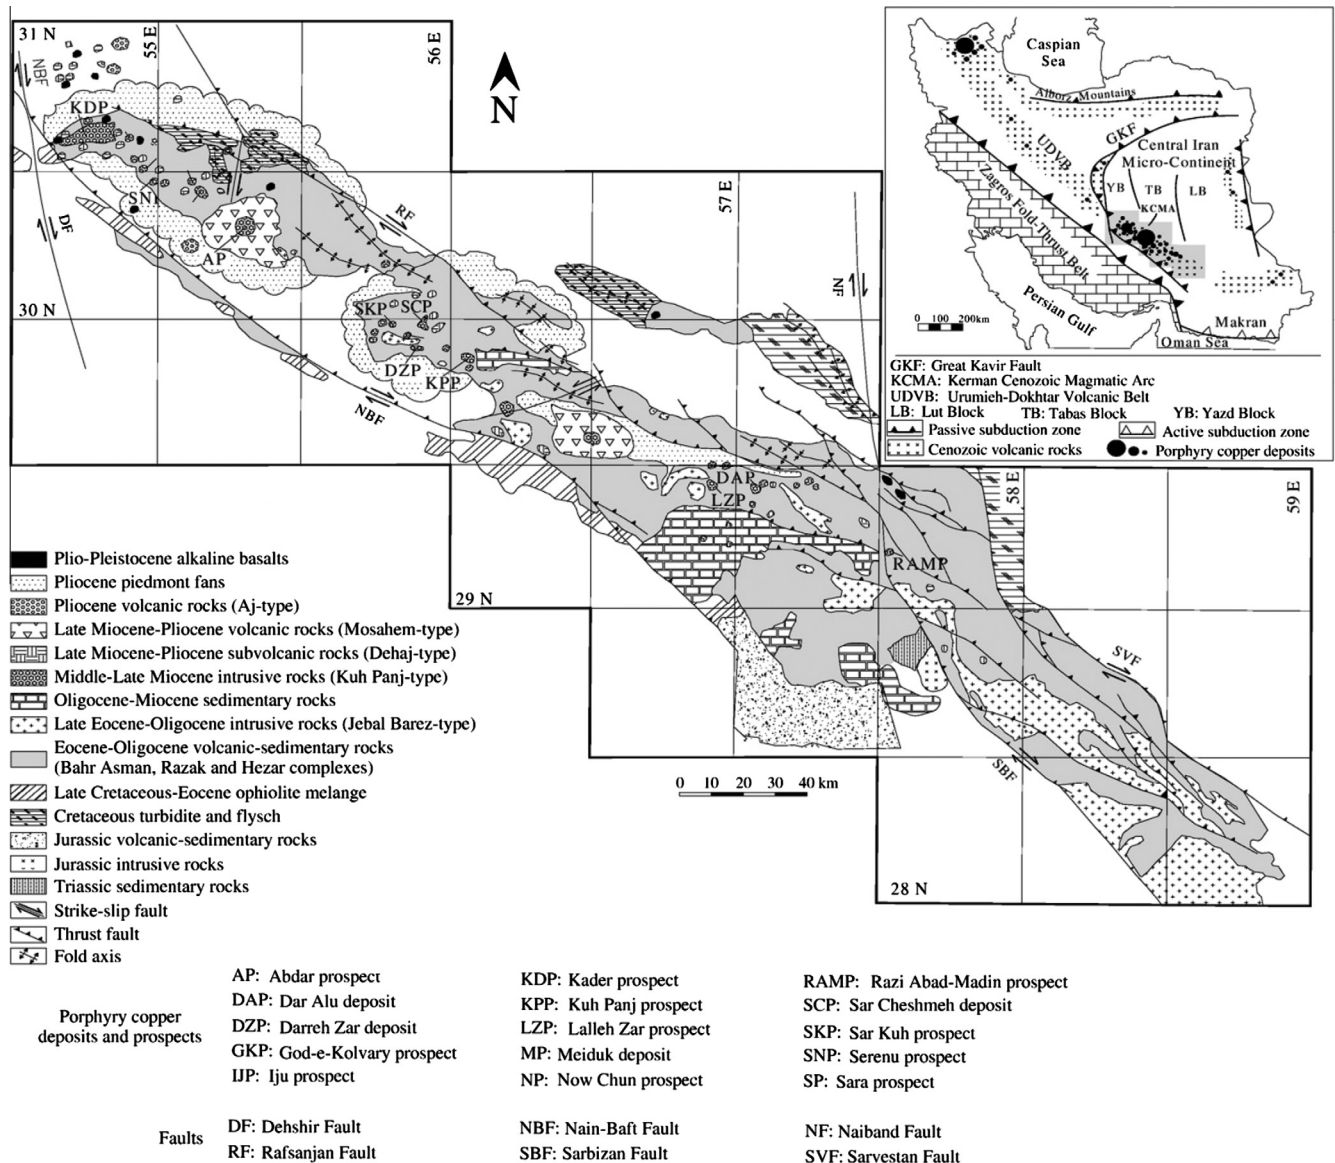 31 N
55 E
56 E
NBF
N
KDP
SNP
DF
RF
AP
57 E
NF
30 N
SKP
SCP
DZP
KPP
NBF
DAP
LZP
RAMP
58 E
59 E
29 N
SVF
SBF
28 N
0 10 20 30 40 km
Caspian
Sea
Alborz Mountains
UDVB
GKF
Central Iran
Micro-Continent
YB
TB
LB
KCMA
Zagros Fold-Thrust Belt
Persian Gulf
0 100 200km
Makran
Oman Sea
GKF: Great Kavir Fault
KCMA: Kerman Cenozoic Magmatic Arc
UDVB: Urumieh-Dokhtar Volcanic Belt
LB: Lut Block TB: Tabas Block YB: Yazd Block
Passive subduction zone Active subduction zone
Cenozoic volcanic rocks Porphyry copper deposits
Plio-Pleistocene alkaline basalts
Pliocene piedmont fans
Pliocene volcanic rocks (Aj-type)
Late Miocene-Pliocene volcanic rocks (Mosahem-type)
Late Miocene-Pliocene subvolcanic rocks (Dehaj-type)
Middle-Late Miocene intrusive rocks (Kuh Panj-type)
Oligocene-Miocene sedimentary rocks
Late Eocene-Oligocene intrusive rocks (Jebal Barez-type)
Eocene-Oligocene volcanic-sedimentary rocks
(Bahr Asman, Razak and Hezar complexes)
Late Cretaceous-Eocene ophiolite melange
Cretaceous turbidite and flysch
Jurassic volcanic-sedimentary rocks
Jurassic intrusive rocks
Triassic sedimentary rocks
Strike-slip fault
Thrust fault
Fold axis
Porphyry copper
deposits and prospects
AP: Abdar prospect
DAP: Dar Alu deposit
DZP: Darreh Zar deposit
GKP: God-e-Kolvary prospect
IJP: Iju prospect
KDP: Kader prospect
KPP: Kuh Panj prospect
LZP: Lalleh Zar prospect
MP: Meiduk deposit
NP: Now Chun prospect
RAMP: Razi Abad-Madin prospect
SCP: Sar Cheshmeh deposit
SKP: Sar Kuh prospect
SNP: Serenu prospect
SP: Sara prospect
Faults
DF: Dehshir Fault
RF: Rafsanjan Fault
NBF: Nain-Baft Fault
SBF: Sarbizan Fault
NF: Naiband Fault
SVF: Sarvestan Fault